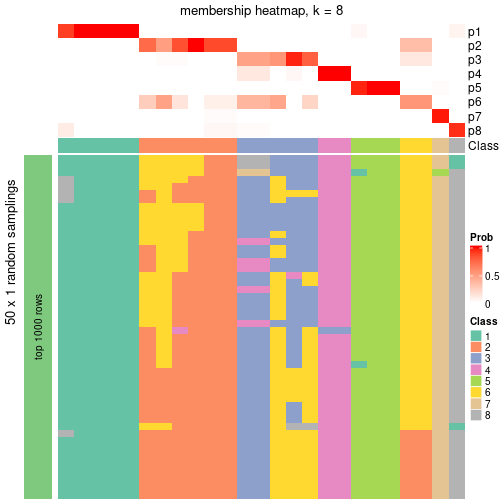 membership heatmap, k = 8
p1
p2
p3
p4
p5
p6
p7
p8
Class
50 x 1 random samplings
top 1000 rows
Prob
1
0.5
0
Class
1
2
3
4
5
6
7
8